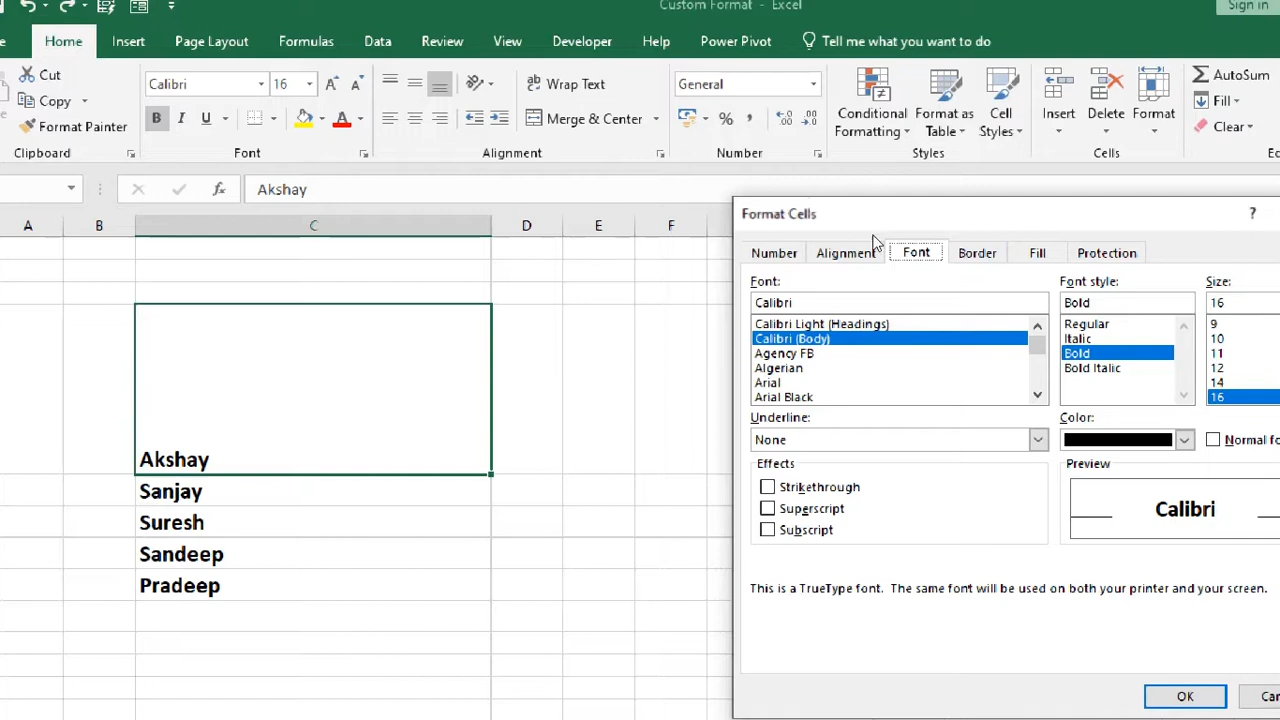 Custom Format - Excel
Sign in
Home Insert Page Layout Formulas Data Review View Developer Help Power Pivot Tell me what you want to do
Cut
Copy
Format Painter
Clipboard
Calibri 16
B I U
Font
Wrap Text
Merge & Center
Alignment
General
%
Number
Conditional Formatting
Format as Table
Cell Styles
Styles
Insert Delete Format
Cells
AutoSum
Fill
Clear
fx Akshay
A B C D E F
Akshay
Sanjay
Suresh
Sandeep
Pradeep
Format Cells ?
Number Alignment Font Border Fill Protection
Font: Font style: Size:
Calibri Bold 16
Calibri Light (Headings) Regular 9
Calibri (Body) Italic 10
Agency FB Bold 11
Algerian Bold Italic 12
Arial 14
Arial Black 16
Underline: Color:
None Normal fo
Effects Preview
Strikethrough
Superscript
Subscript
Calibri
This is a TrueType font. The same font will be used on both your printer and your screen.
OK Can